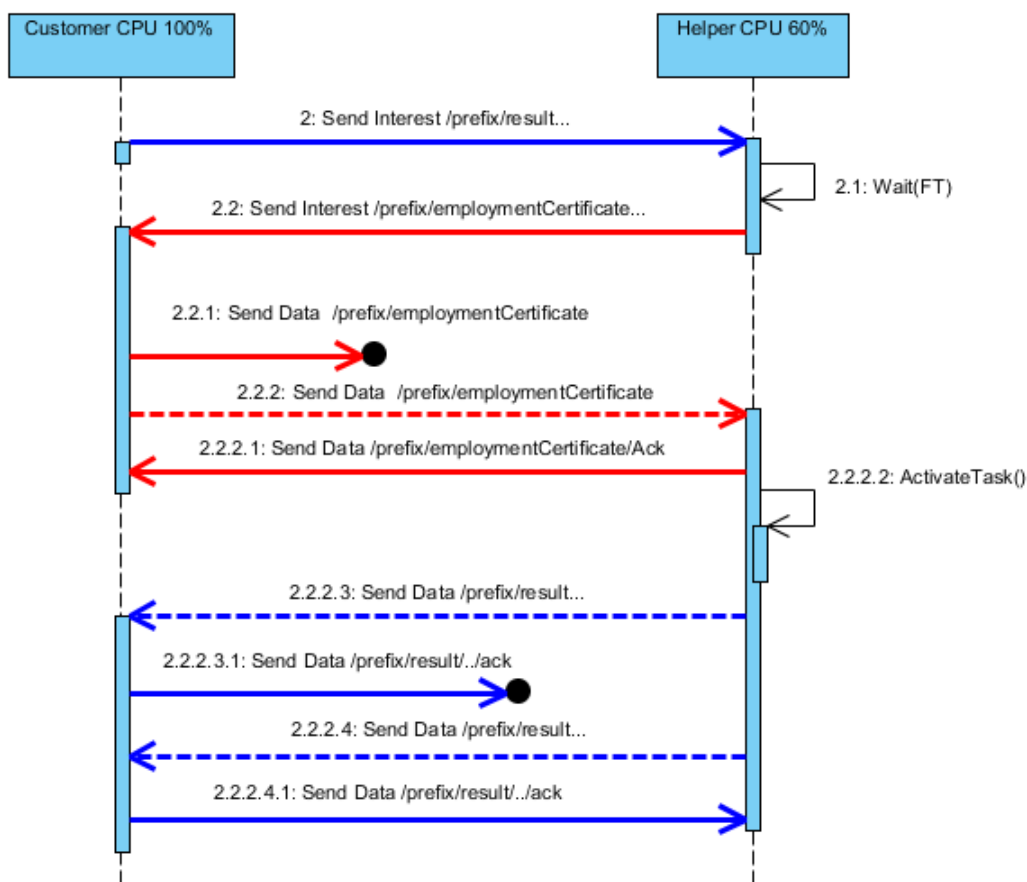 Customer CPU 100%
Helper CPU 60%
2: Send Interest /prefix/result...
2.1: Wait(FT)
2.2: Send Interest /prefix/employmentCertificate...
2.2.1: Send Data /prefix/employmentCertificate
2.2.2: Send Data /prefix/employmentCertificate
2.2.2.1: Send Data /prefix/employmentCertificate/Ack
2.2.2.2: ActivateTask()
2.2.2.3: Send Data /prefix/result...
2.2.2.3.1: Send Data /prefix/result/../ack
2.2.2.4: Send Data /prefix/result...
2.2.2.4.1: Send Data /prefix/result/../ack